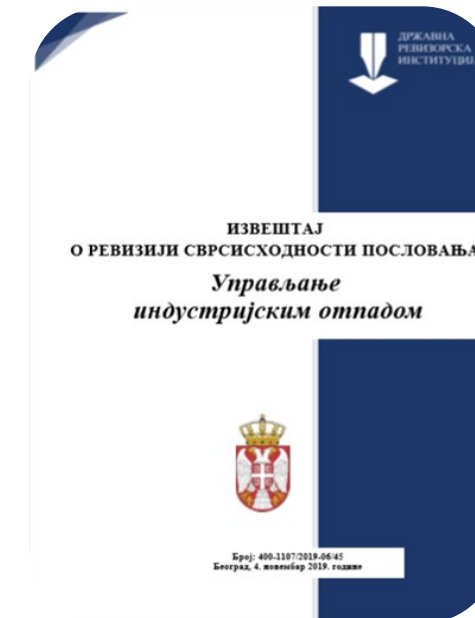 ДРЖАВНА
РЕВИЗОРСКА
ИНСТИТУЦИЈА
ИЗВЕШТАЈ
О РЕВИЗИЈИ СВРСИСХОДНОСТИ ПОСЛОВАЊА
Управљање
индустријским отпадом
Број: 400-1107/2019-06/45
Београд, 4. новембар 2019. године